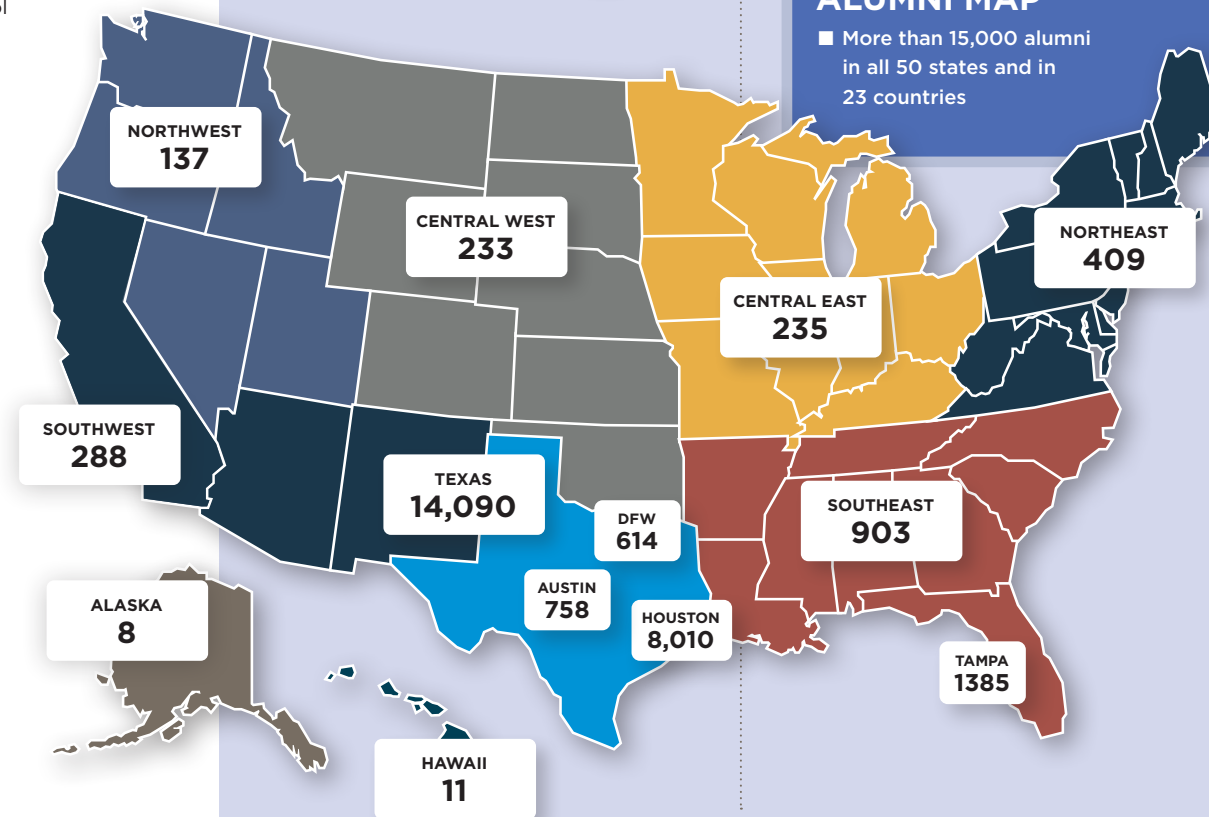 ALUMNI MAP
■ More than 15,000 alumni
in all 50 states and in
23 countries
NORTHWEST
137
CENTRAL WEST
233
NORTHEAST
409
CENTRAL EAST
235
SOUTHWEST
288
TEXAS
14,090
SOUTHEAST
903
DFW
614
AUSTIN
758
HOUSTON
8,010
ALASKA
8
TAMPA
1385
HAWAII
11